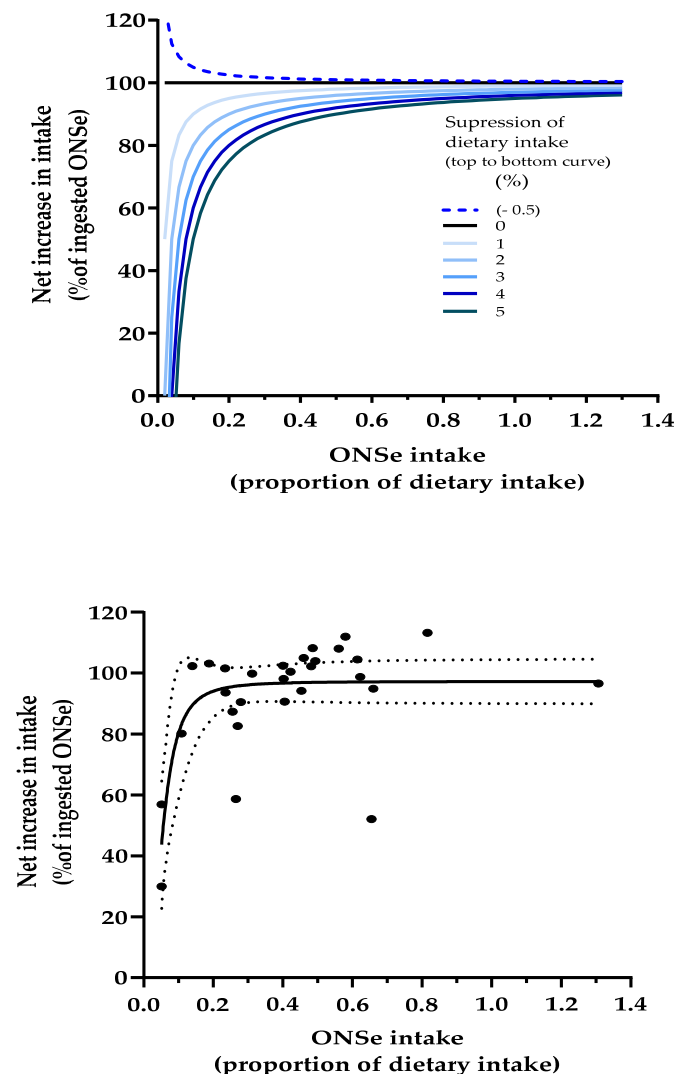 120
100
80
60
40
20
0
Net increase in intake
(%of ingested ONSe)
Supression of
dietary intake
(top to bottom curve)
(%)
(- 0.5)
0
1
2
3
4
5
0.0 0.2 0.4 0.6 0.8 1.0 1.2 1.4
ONSe intake
(proportion of dietary intake)
120
100
80
60
40
20
0
Net increase in intake
(%of ingested ONSe)
0.0 0.2 0.4 0.6 0.8 1.0 1.2 1.4
ONSe intake
(proportion of dietary intake)